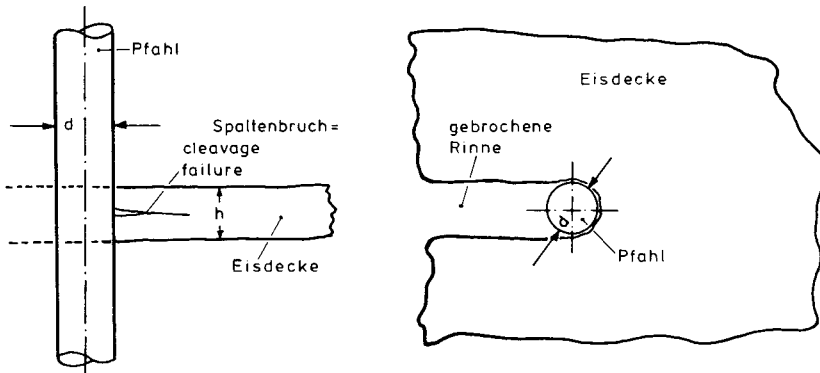 Pfahl
d
Spaltenbruch =
cleavage
failure
h
Eisdecke
Eisdecke
gebrochene
Rinne
d
Pfahl